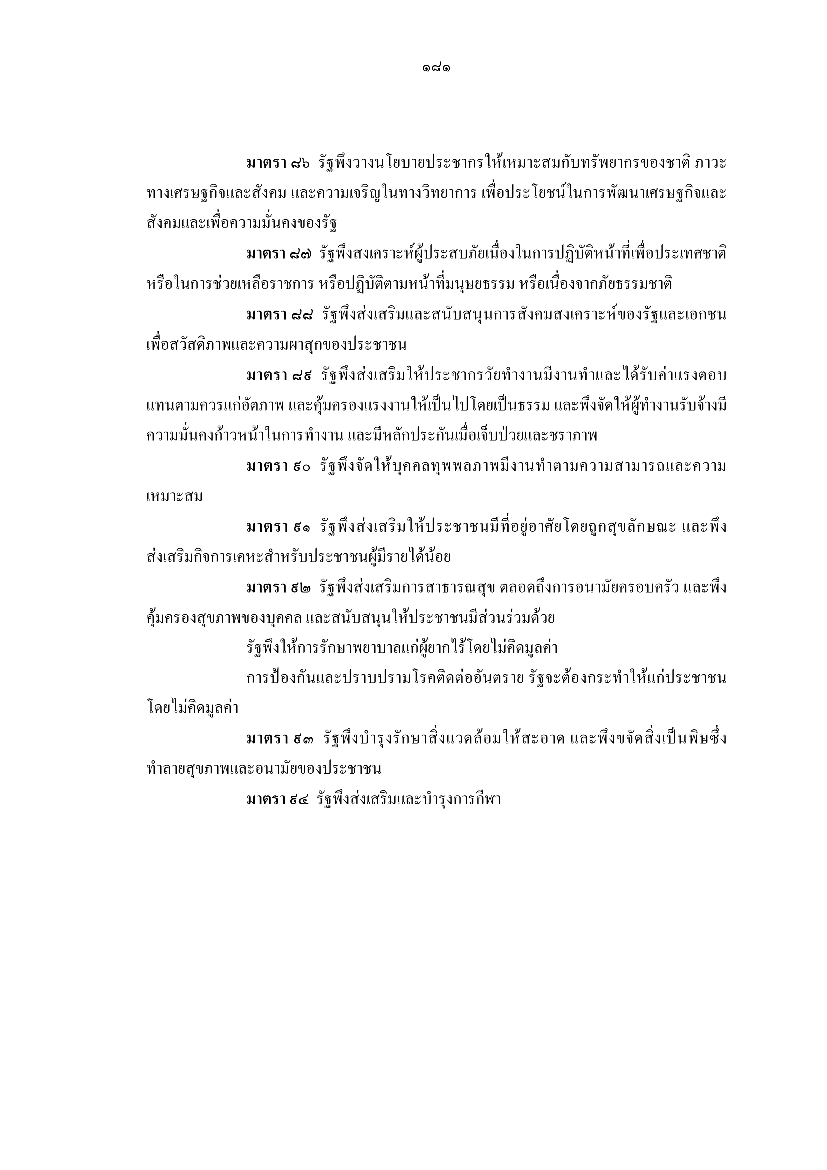 ๑๘๑
มาตรา ๘๖ รัฐพึงวางนโยบายประชากรให้เหมาะสมกับทรัพยากรของชาติ ภาวะ
ทางเศรษฐกิจและสังคม และความเจริญในทางวิทยาการ เพื่อประโยชน์ในการพัฒนาเศรษฐกิจและ
สังคมและเพื่อความมั่นคงของรัฐ
มาตรา ๘๗ รัฐพึงสงเคราะห์ผู้ประสบภัยเนื่องในการปฏิบัติหน้าที่เพื่อประเทศชาติ
หรือในการช่วยเหลือราชการ หรือปฏิบัติตามหน้าที่มนุษยธรรม หรือเนื่องจากภัยธรรมชาติ
มาตรา ๘๘ รัฐพึงส่งเสริมและสนับสนุนการสังคมสงเคราะห์ของรัฐและเอกชน
เพื่อสวัสดิภาพและความผาสุกของประชาชน
มาตรา ๘๙ รัฐพึงส่งเสริมให้ประชากรวัยทำงานมีงานทำและได้รับค่าแรงตอบ
แทนตามควรแก่อัตภาพ และคุ้มครองแรงงานให้เป็นไปโดยเป็นธรรม และพึงจัดให้ผู้ทำงานรับจ้างมี
ความมั่นคงก้าวหน้าในการทำงาน และมีหลักประกันเมื่อเจ็บป่วยและชราภาพ
มาตรา ๙๐ รัฐพึงจัดให้บุคคลทุพพลภาพมีงานทำตามความสามารถและความ
เหมาะสม
มาตรา ๙๑ รัฐพึงส่งเสริมให้ประชาชนมีที่อยู่อาศัยโดยถูกสุขลักษณะ และพึง
ส่งเสริมกิจการเคหะสำหรับประชาชนผู้มีรายได้น้อย
มาตรา ๙๒ รัฐพึงส่งเสริมการสาธารณสุข ตลอดถึงการอนามัยครอบครัว และพึง
คุ้มครองสุขภาพของบุคคล และสนับสนุนให้ประชาชนมีส่วนร่วมด้วย
รัฐพึงให้การรักษาพยาบาลแก่ผู้ยากไร้โดยไม่คิดมูลค่า
การป้องกันและปราบปรามโรคติดต่ออันตราย รัฐจะต้องกระทำให้แก่ประชาชน
โดยไม่คิดมูลค่า
มาตรา ๙๓ รัฐพึงบำรุงรักษาสิ่งแวดล้อมให้สะอาด และพึงขจัดสิ่งเป็นพิษซึ่ง
ทำลายสุขภาพและอนามัยของประชาชน
มาตรา ๙๔ รัฐพึงส่งเสริมและบำรุงการกีฬา